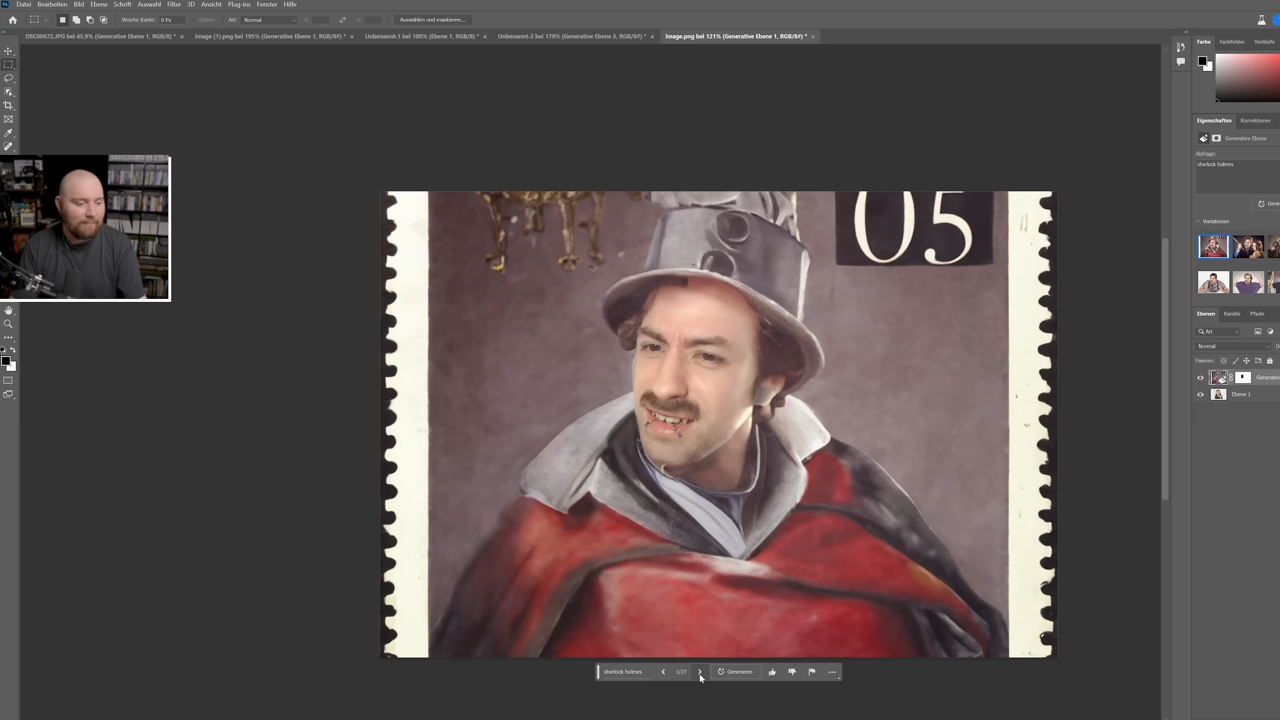 Datei Bearbeiten Bild Ebene Schrift Auswahl Filter 3D Ansicht Plug-ins Fenster Hilfe
Weiche Kante: 0 Px Glätten Art: Normal Auswählen und maskieren...
DSC00672.JPG bei 45,9% (Generative Ebene 1, RGB/8) * × Image (1).png bei 195% (Generative Ebene 1, RGB/8#) * × Unbenannt-1 bei 100% (Ebene 1, RGB/8) * × Unbenannt-2 bei 179% (Generative Ebene 3, RGB/8#) * × image.png bei 121% (Generative Ebene 1, RGB/8#) * ×
Farbe Farbfelder Verläufe
Eigenschaften Korrekturen
Generative Ebene
Abfrage:
sherlock holmes
Gene
Variationen
05
Ebenen Kanäle Pfade
Art
Normal
Fixieren:
Generative
Ebene 1
sherlock holmes 1/27 Generieren